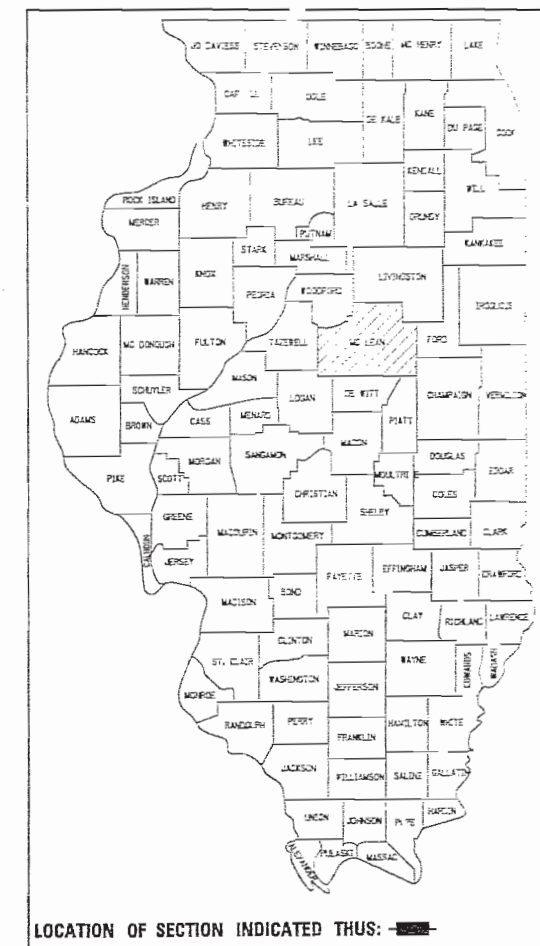 JO DAVIESS STEVENSON WINNEBAGO BOONE MC HENRY LAKE
OGLE
DE KALB KANE
DU PAGE COOK
WHITESIDE LEE
KENDALL
WILL
ROCK ISLAND
HENRY BUREAU LA SALLE GRUNDY
MERCER
PUTNAM
KANKAKEE
STARK
MARSHALL
HENDERSON WARREN KNOX LIVINGSTON
PEORIA WOODFORD
IROQUOIS
HANCOCK MC DONOUGH FULTON TAZEWELL MC LEAN FORD
MASON
SCHUYLER LOGAN DE WITT CHAMPAIGN VERMILION
ADAMS BROWN CASS MENARD PIATT
MACON
MORGAN SANGAMON DOUGLAS
PIKE SCOTT MOULTRIE EDGAR
CHRISTIAN COLES
GREENE SHELBY
MACOUPIN MONTGOMERY CUMBERLAND CLARK
CALHOUN JERSEY
FAYETTE EFFINGHAM JASPER CRAWFORD
MADISON BOND
CLAY RICHLAND LAWRENCE
CLINTON MARION
ST. CLAIR WAYNE EDWARDS WABASH
WASHINGTON JEFFERSON
MONROE
RANDOLPH PERRY HAMILTON WHITE
FRANKLIN
JACKSON WILLIAMSON SALINE GALLATIN
UNION JOHNSON POPE HARDIN
ALEXANDER PULASKI MASSAC
LOCATION OF SECTION INDICATED THUS: